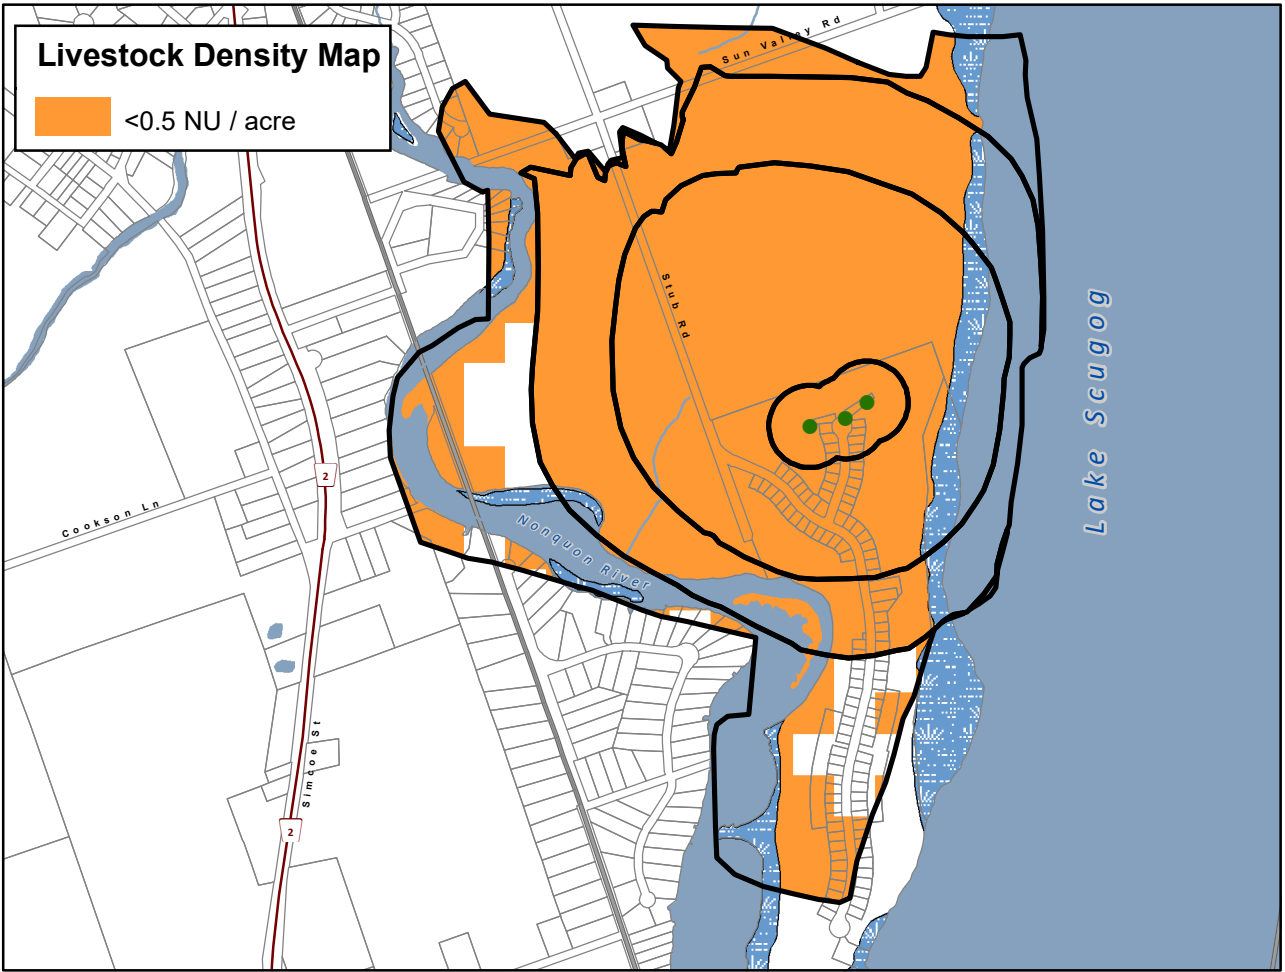 Livestock Density Map
<0.5 NU / acre
Sun Valley Rd
Stub Rd
Lake Scugog
2
Cookson Ln
Nonquon River
Simcoe St
2